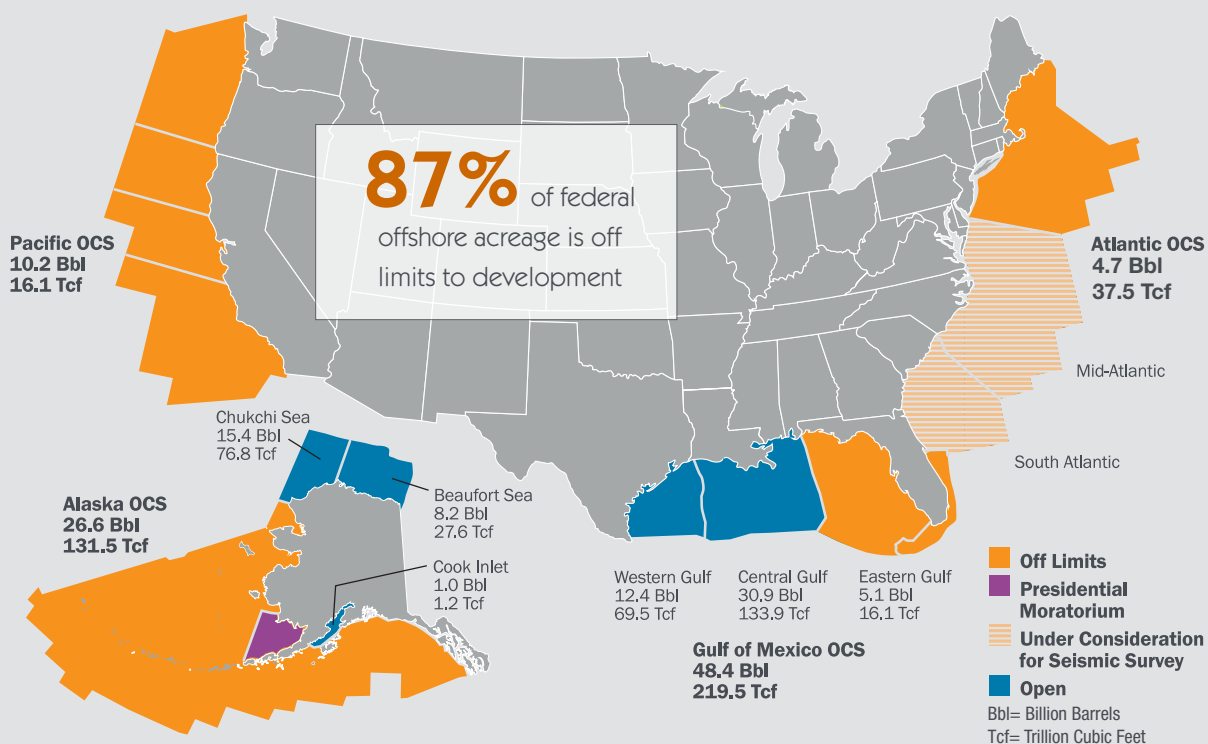 87% of federal
offshore acreage is off
limits to development
Pacific OCS
10.2 Bbl
16.1 Tcf
Atlantic OCS
4.7 Bbl
37.5 Tcf
Mid-Atlantic
South Atlantic
Chukchi Sea
15.4 Bbl
76.8 Tcf
Beaufort Sea
8.2 Bbl
27.6 Tcf
Alaska OCS
26.6 Bbl
131.5 Tcf
Cook Inlet
1.0 Bbl
1.2 Tcf
Western Gulf
12.4 Bbl
69.5 Tcf
Central Gulf
30.9 Bbl
133.9 Tcf
Eastern Gulf
5.1 Bbl
16.1 Tcf
Gulf of Mexico OCS
48.4 Bbl
219.5 Tcf
Off Limits
Presidential
Moratorium
Under Consideration
for Seismic Survey
Open
Bbl= Billion Barrels
Tcf= Trillion Cubic Feet